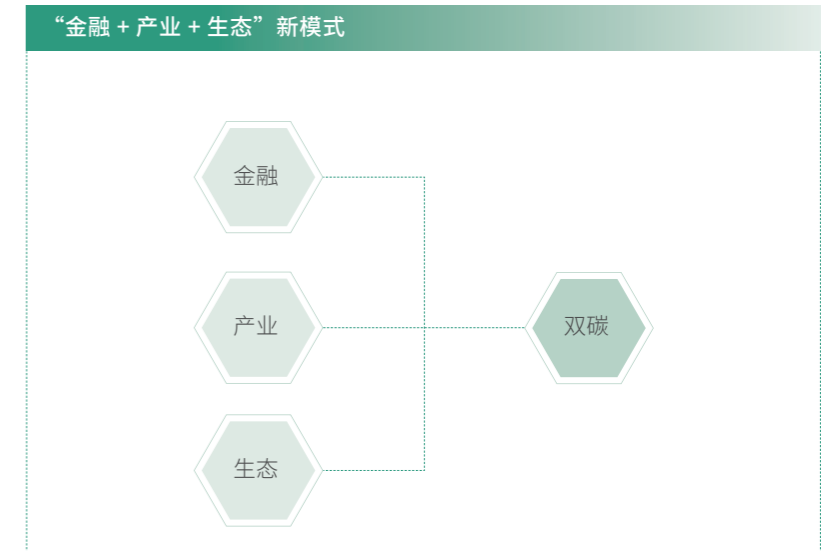 “金融 + 产业 + 生态”新模式
金融
产业
双碳
生态